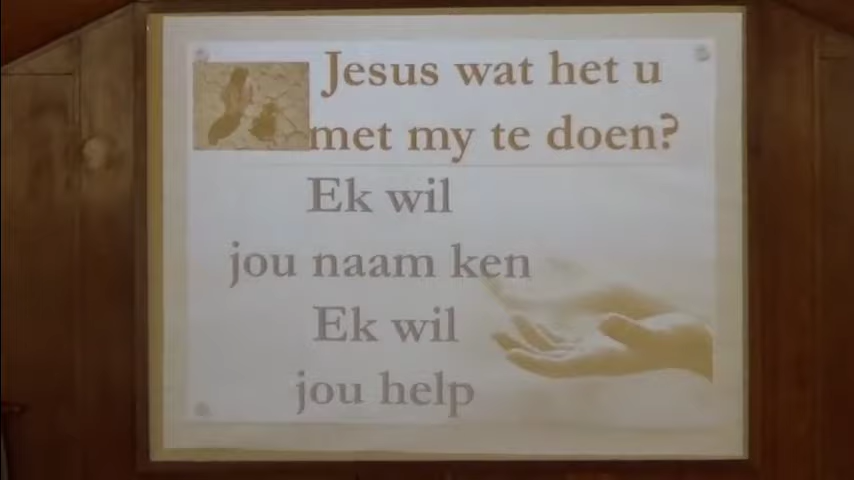 Jesus wat het u
met my te doen?
Ek wil
jou naam ken
Ek wil
jou help